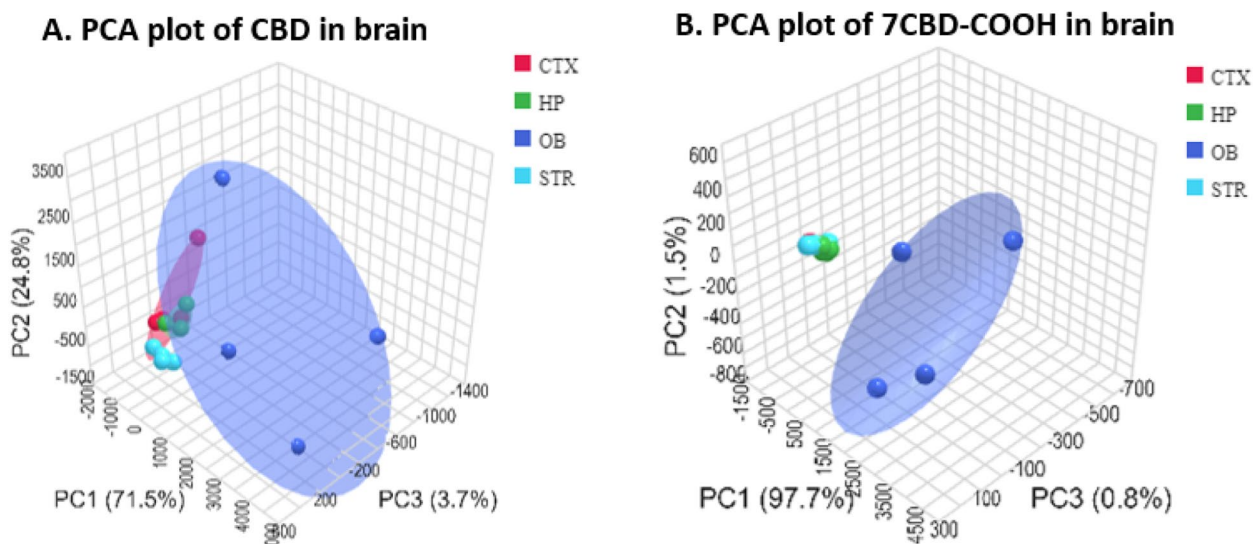 A. PCA plot of CBD in brain
CTX
HP
OB
STR
3500
2500
1500
500
-500
-1500
PC2 (24.8%)
-2000
-1000
0
1000
2000
3000
4000
PC1 (71.5%)
-1400
-1000
-600
-200
200
PC3 (3.7%)
B. PCA plot of 7CBD-COOH in brain
CTX
HP
OB
STR
600
400
200
0
-200
-400
-600
-800
PC2 (1.5%)
-1500
-500
500
1500
2500
3500
4500
PC1 (97.7%)
-700
-500
-300
-100
100
300
PC3 (0.8%)